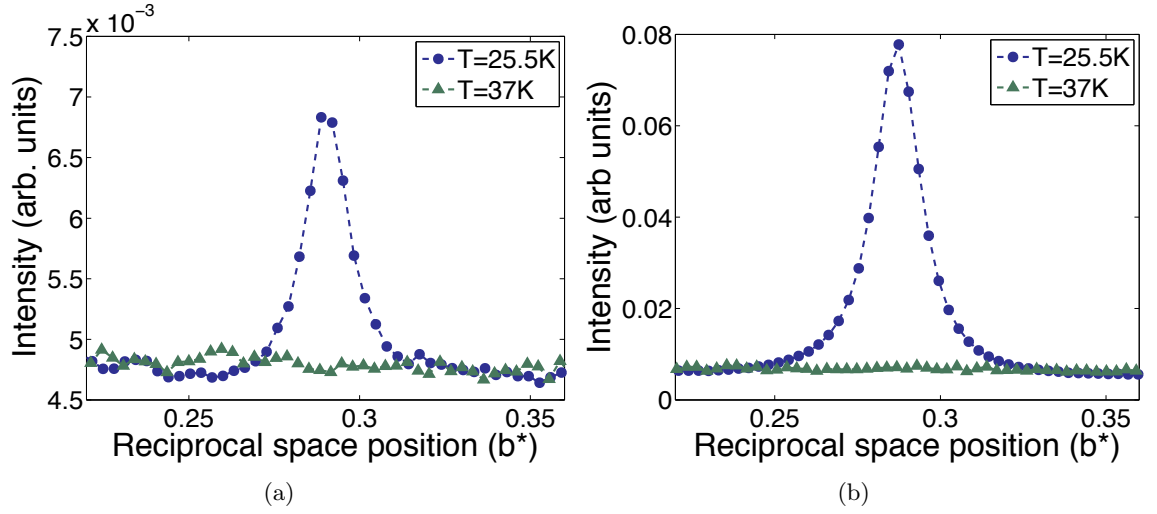 x 10⁻³
7.5
7
6.5
6
5.5
5
4.5
0.25
0.3
0.35
Intensity (arb. units)
Reciprocal space position (b*)
T=25.5K
T=37K
(a)
0.08
0.06
0.04
0.02
0
0.25
0.3
0.35
Intensity (arb units)
Reciprocal space position (b*)
T=25.5K
T=37K
(b)